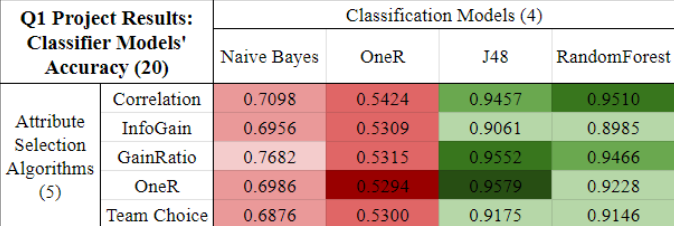 Q1 Project Results:
Classifier Models'
Accuracy (20)
Classification Models (4)
Naive Bayes OneR J48 RandomForest
Attribute
Selection
Algorithms
(5)
Correlation 0.7098 0.5424 0.9457 0.9510
InfoGain 0.6956 0.5309 0.9061 0.8985
GainRatio 0.7682 0.5315 0.9552 0.9466
OneR 0.6986 0.5294 0.9579 0.9228
Team Choice 0.6876 0.5300 0.9175 0.9146